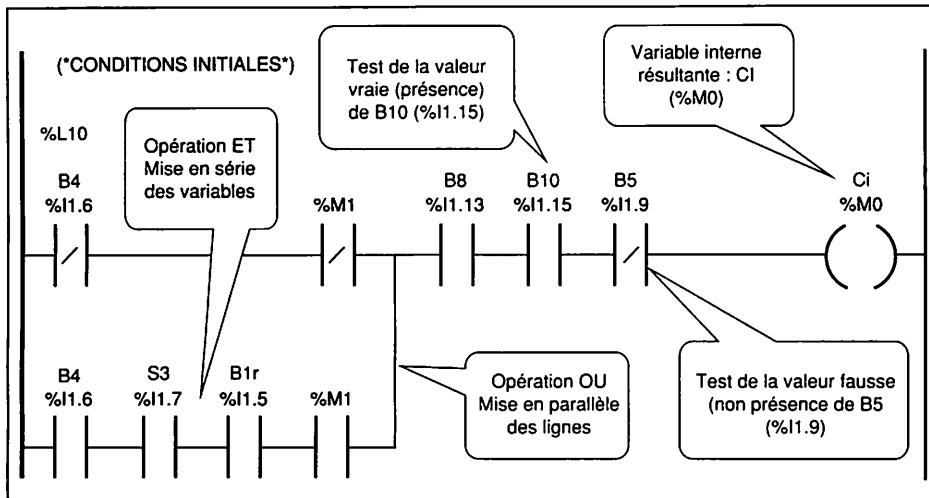 (*CONDITIONS INITIALES*)
%L10
Test de la valeur
vraie (présence)
de B10 (%I1.15)
Variable interne
résultante : CI
(%M0)
Opération ET
Mise en série
des variables
B4
%I1.6
%M1
B8
%I1.13
B10
%I1.15
B5
%I1.9
Ci
%M0
B4
%I1.6
S3
%I1.7
B1r
%I1.5
%M1
Opération OU
Mise en parallèle
des lignes
Test de la valeur fausse
(non présence de B5
(%I1.9)